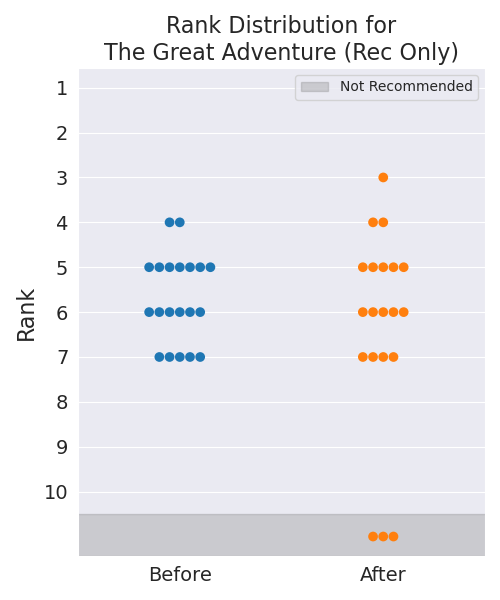 Rank Distribution for
The Great Adventure (Rec Only)
Not Recommended
Rank
1
2
3
4
5
6
7
8
9
10
Before After